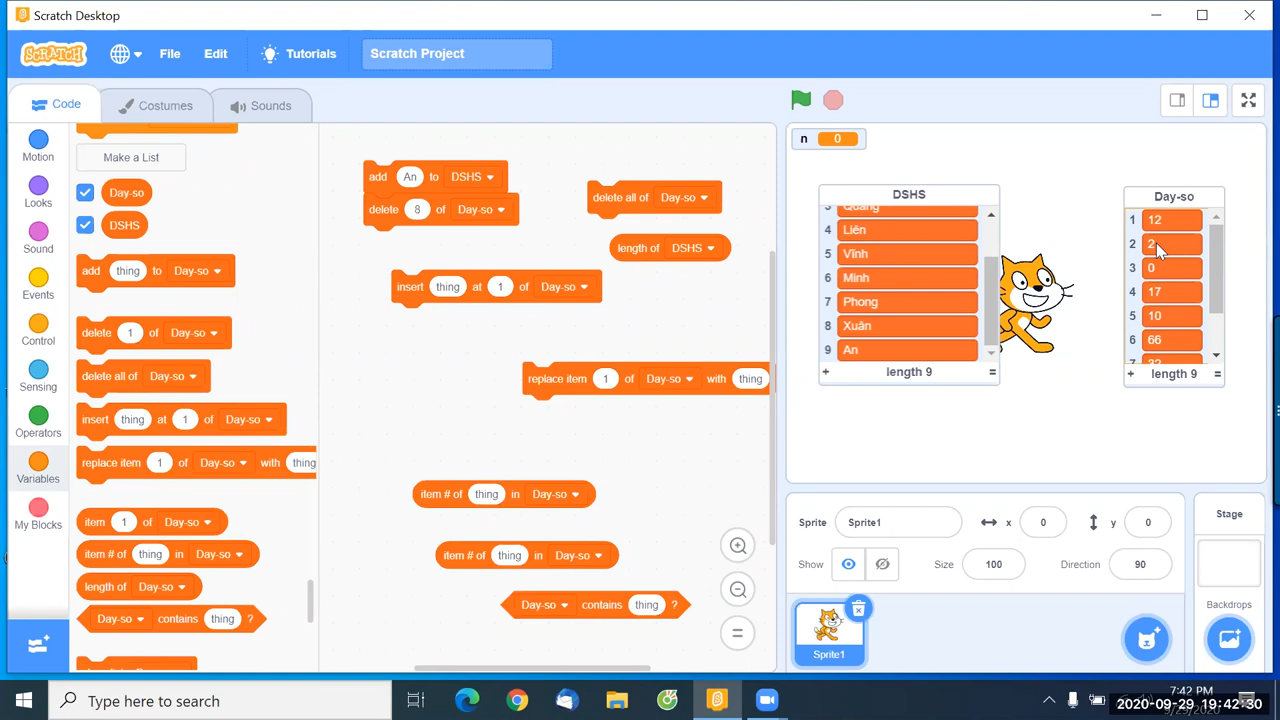 Scratch Desktop
SCRATCH
File
Edit
Tutorials
Scratch Project
Code
Costumes
Sounds
Motion
Looks
Sound
Events
Control
Sensing
Operators
Variables
My Blocks
Make a List
Day-so
DSHS
add thing to Day-so
delete 1 of Day-so
delete all of Day-so
insert thing at 1 of Day-so
replace item 1 of Day-so with thing
item 1 of Day-so
item # of thing in Day-so
length of Day-so
Day-so contains thing ?
add An to DSHS
delete 8 of Day-so
delete all of Day-so
length of DSHS
insert thing at 1 of Day-so
replace item 1 of Day-so with thing
item # of thing in Day-so
item # of thing in Day-so
Day-so contains thing ?
n 0
DSHS
3 Quang
4 Liên
5 Vĩnh
6 Minh
7 Phong
8 Xuân
9 An
+ length 9 =
Day-so
1 12
2 2
3 0
4 17
5 10
6 66
7 32
+ length 9 =
Sprite Sprite1 x 0 y 0
Show Size 100 Direction 90
Sprite1
Stage
Backdrops
Type here to search
7:42 PM
2020-09-29 19:42:30